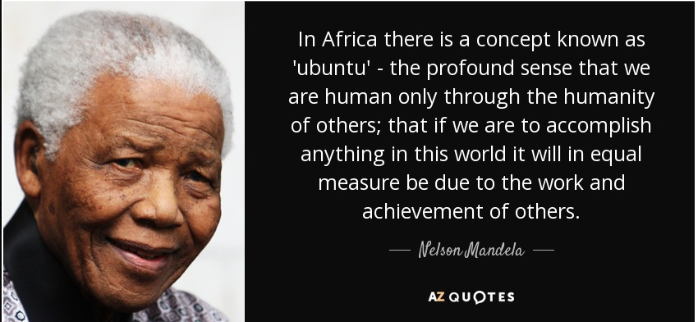 In Africa there is a concept known as
'ubuntu' - the profound sense that we
are human only through the humanity
of others; that if we are to accomplish
anything in this world it will in equal
measure be due to the work and
achievement of others.
Nelson Mandela
AZ QUOTES